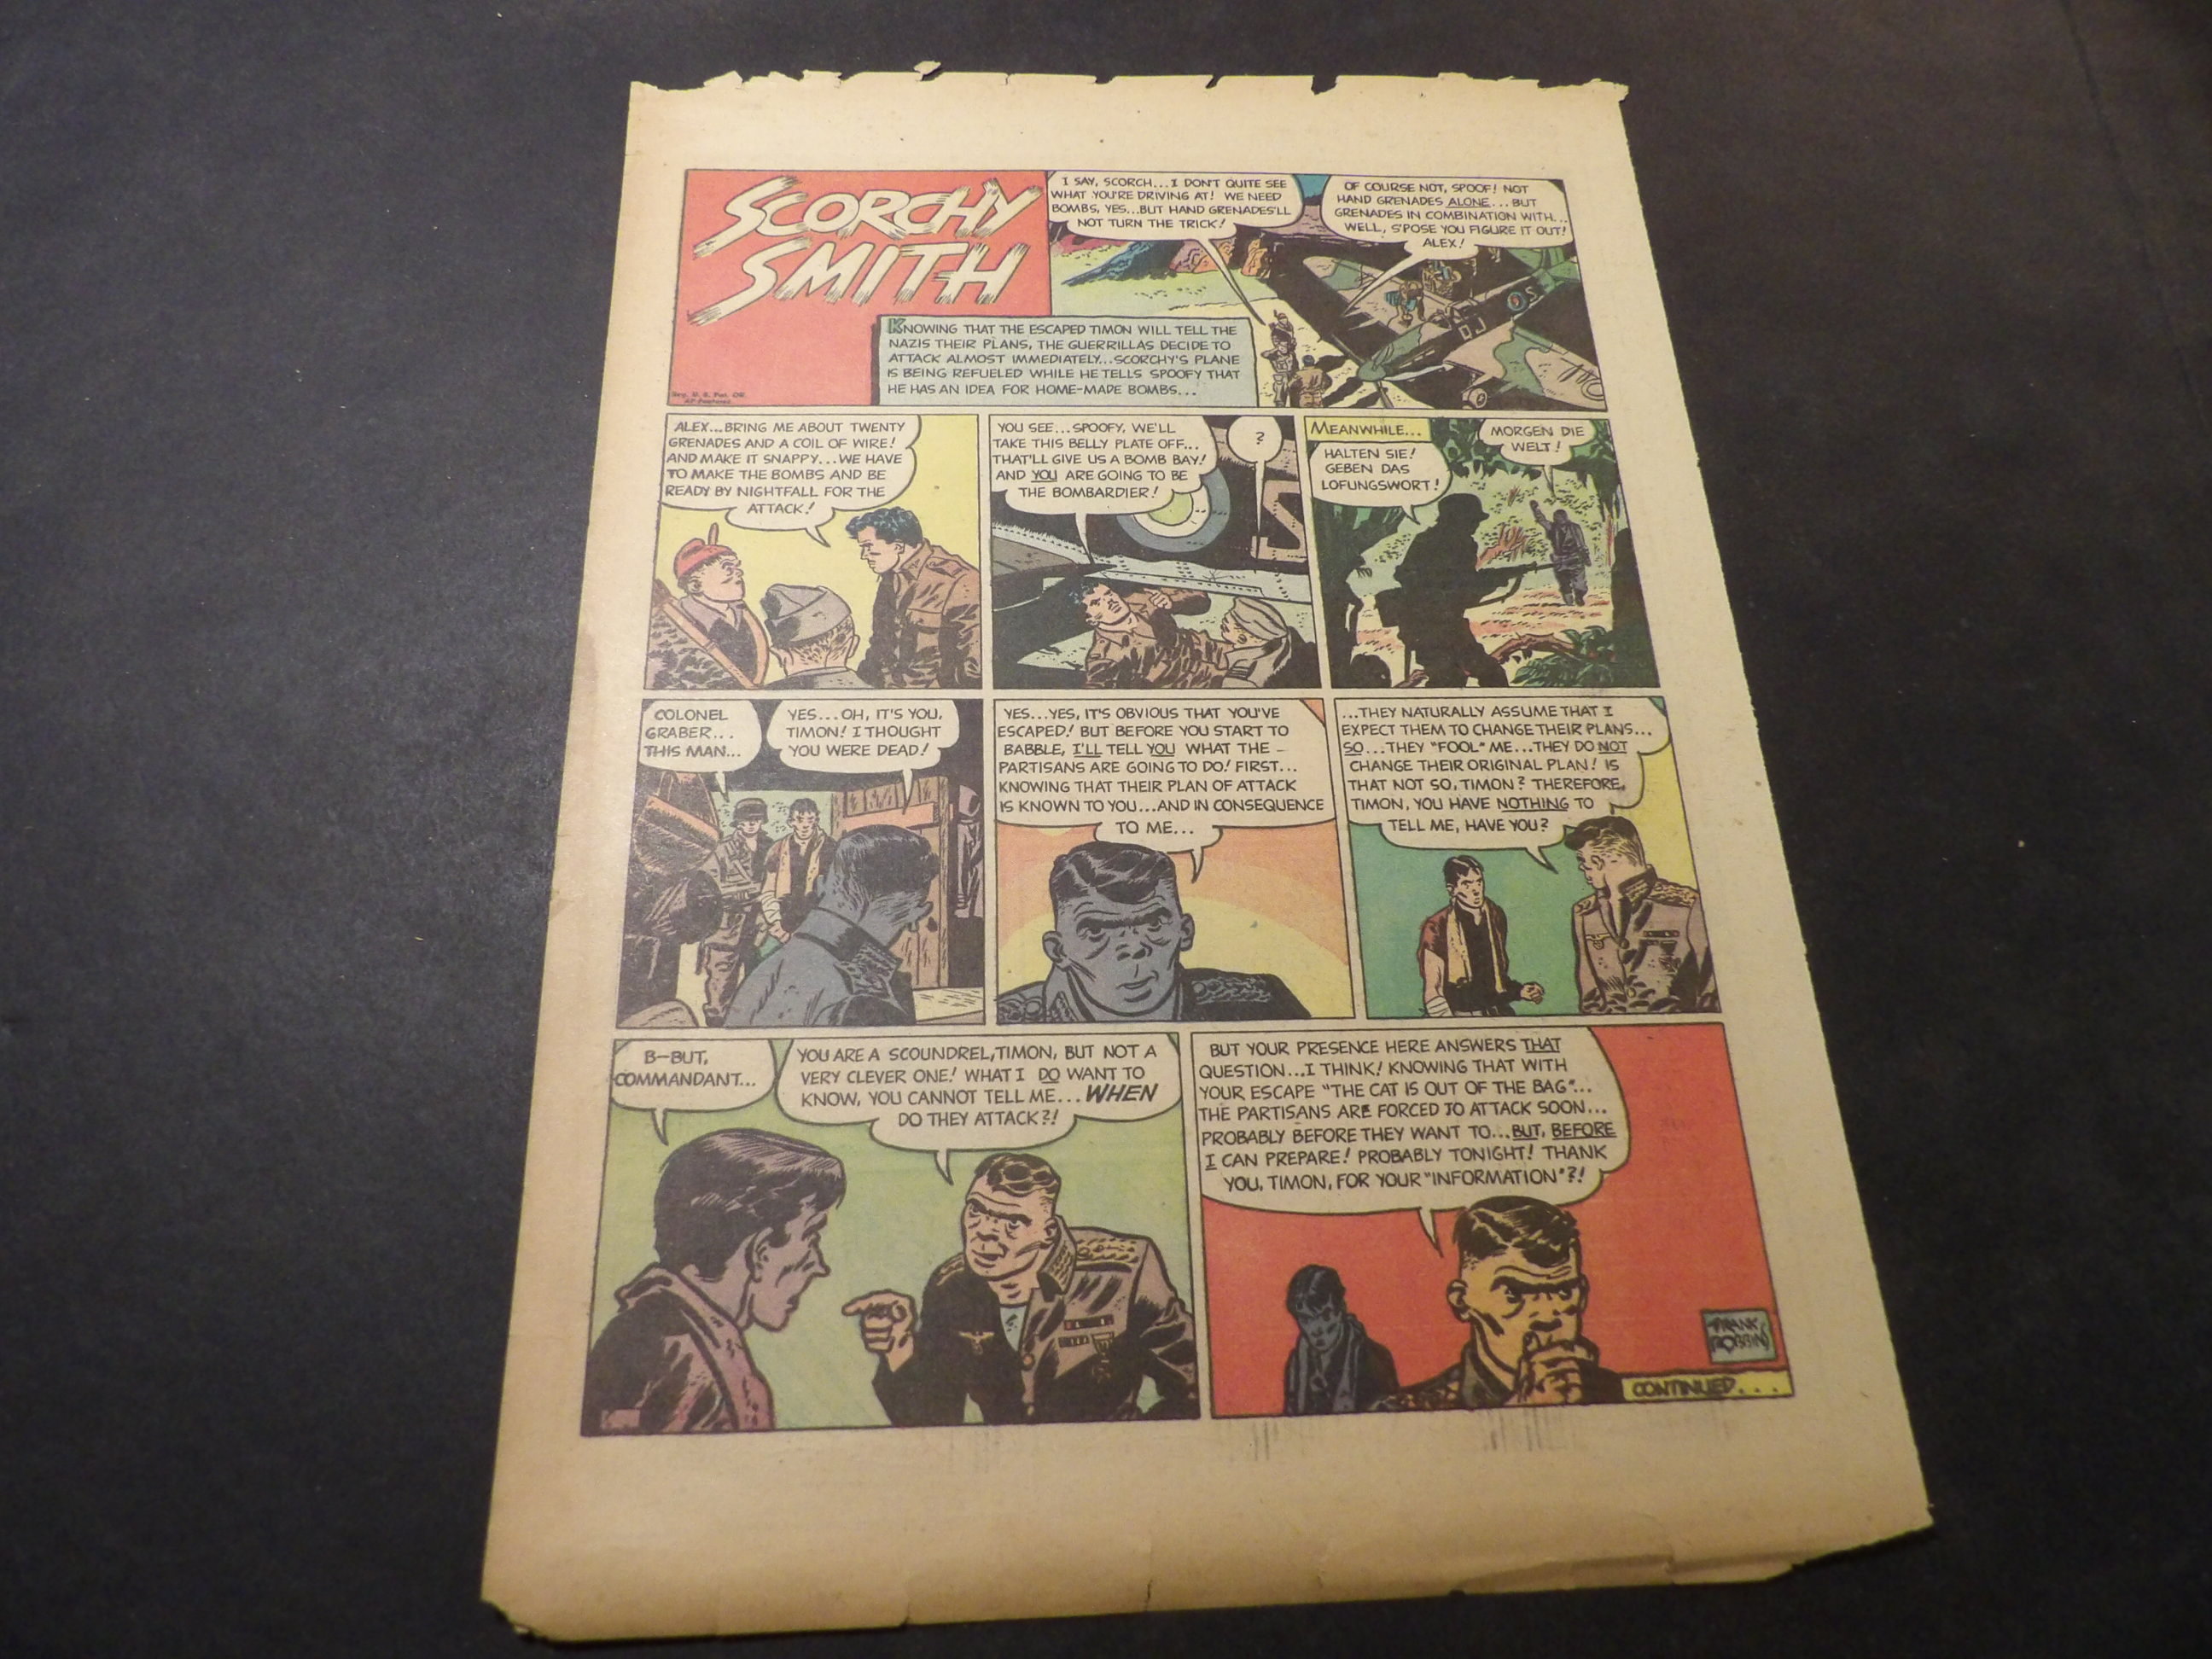 SCORCHY
SMITH
Reg. U. S. Pat. Off.
AP Features
KNOWING THAT THE ESCAPED TIMON WILL TELL THE
NAZIS THEIR PLANS, THE GUERRILLAS DECIDE TO
ATTACK ALMOST IMMEDIATELY...SCORCHY'S PLANE
IS BEING REFUELED WHILE HE TELLS SPOOFY THAT
HE HAS AN IDEA FOR HOME-MADE BOMBS...
I SAY, SCORCH...I DON'T QUITE SEE
WHAT YOU'RE DRIVING AT! WE NEED
BOMBS, YES...BUT HAND GRENADES'LL
NOT TURN THE TRICK!
OF COURSE NOT, SPOOF! NOT
HAND GRENADES ALONE...BUT
GRENADES IN COMBINATION WITH...
WELL, S'POSE YOU FIGURE IT OUT!
ALEX!
S
DJ
ALEX...BRING ME ABOUT TWENTY
GRENADES AND A COIL OF WIRE!
AND MAKE IT SNAPPY...WE HAVE
TO MAKE THE BOMBS AND BE
READY BY NIGHTFALL FOR THE
ATTACK!
YOU SEE...SPOOFY, WE'LL
TAKE THIS BELLY PLATE OFF...
THAT'LL GIVE US A BOMB BAY!
AND YOU ARE GOING TO BE
THE BOMBARDIER!
?
S
MEANWHILE...
HALTEN SIE!
GEBEN DAS
LOFUNGSWORT!
MORGEN DIE
WELT!
COLONEL
GRABER...
THIS MAN...
YES...OH, IT'S YOU,
TIMON! I THOUGHT
YOU WERE DEAD!
YES...YES, IT'S OBVIOUS THAT YOU'VE
ESCAPED! BUT BEFORE YOU START TO
BABBLE, I'LL TELL YOU WHAT THE -
PARTISANS ARE GOING TO DO! FIRST...
KNOWING THAT THEIR PLAN OF ATTACK
IS KNOWN TO YOU...AND IN CONSEQUENCE
TO ME...
...THEY NATURALLY ASSUME THAT I
EXPECT THEM TO CHANGE THEIR PLANS...
SO...THEY "FOOL" ME...THEY DO NOT
CHANGE THEIR ORIGINAL PLAN! IS
THAT NOT SO, TIMON? THEREFORE,
TIMON, YOU HAVE NOTHING TO
TELL ME, HAVE YOU?
B-BUT,
COMMANDANT...
YOU ARE A SCOUNDREL, TIMON, BUT NOT A
VERY CLEVER ONE! WHAT I DO WANT TO
KNOW, YOU CANNOT TELL ME...WHEN
DO THEY ATTACK?!
BUT YOUR PRESENCE HERE ANSWERS THAT
QUESTION...I THINK! KNOWING THAT WITH
YOUR ESCAPE "THE CAT IS OUT OF THE BAG"...
THE PARTISANS ARE FORCED TO ATTACK SOON...
PROBABLY BEFORE THEY WANT TO...BUT, BEFORE
I CAN PREPARE! PROBABLY TONIGHT! THANK
YOU, TIMON, FOR YOUR "INFORMATION"?!
FRANK
ROBBINS
CONTINUED...